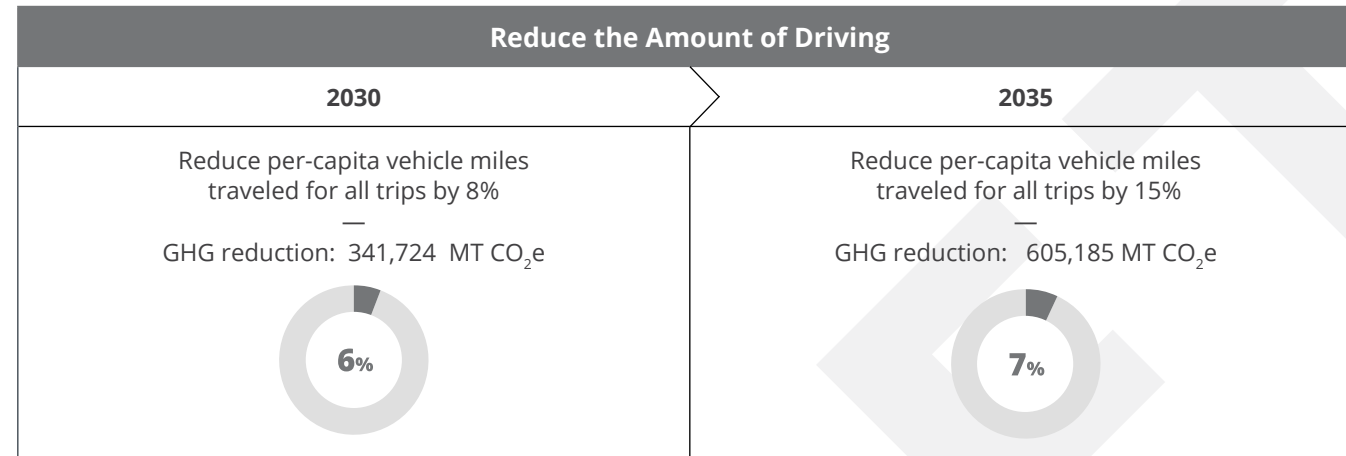 Reduce the Amount of Driving
2030
2035
Reduce per-capita vehicle miles
traveled for all trips by 8%
—
GHG reduction: 341,724 MT CO₂e
6%
Reduce per-capita vehicle miles
traveled for all trips by 15%
—
GHG reduction: 605,185 MT CO₂e
7%